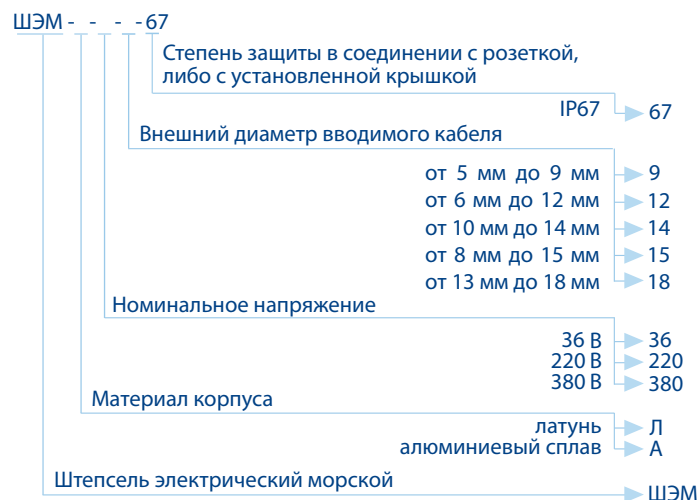 ШЭМ - - - - 67
Степень защиты в соединении с розеткой,
либо с установленной крышкой
IP67 67
Внешний диаметр вводимого кабеля
от 5 мм до 9 мм 9
от 6 мм до 12 мм 12
от 10 мм до 14 мм 14
от 8 мм до 15 мм 15
от 13 мм до 18 мм 18
Номинальное напряжение
36 В 36
220 В 220
380 В 380
Материал корпуса
латунь Л
алюминиевый сплав А
Штепсель электрический морской
ШЭМ